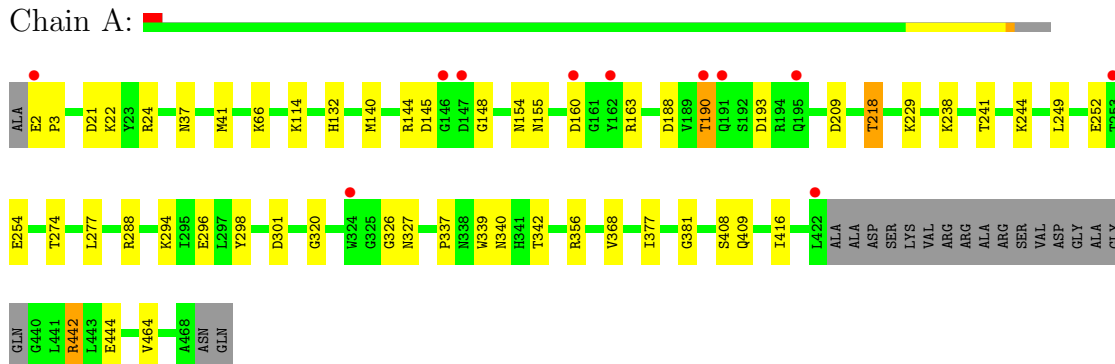 Chain A:
ALA E2 P3 D21 K22 Y23 R24 N37 M41 K66 K114 H132 M140 R144 D145 G146 D147 G148 N154 N155 D160 G161 Y162 R163 D188 V189 T190 Q191 S192 D193 R194 Q195 D209 T218 K229 K238 T241 K244 L249 E252 T253
E254 T274 L277 R288 K294 I295 E296 L297 Y298 D301 G320 W324 G325 G326 N327 P337 N338 W339 N340 H341 T342 R356 V368 I377 G381 S408 Q409 I416 L422 ALA ALA ASP SER LYS VAL ARG ARG ALA ARG SER VAL ASP GLY ALA GLY
GLN G440 L441 R442 L443 E444 V464 A468 ASN GLN